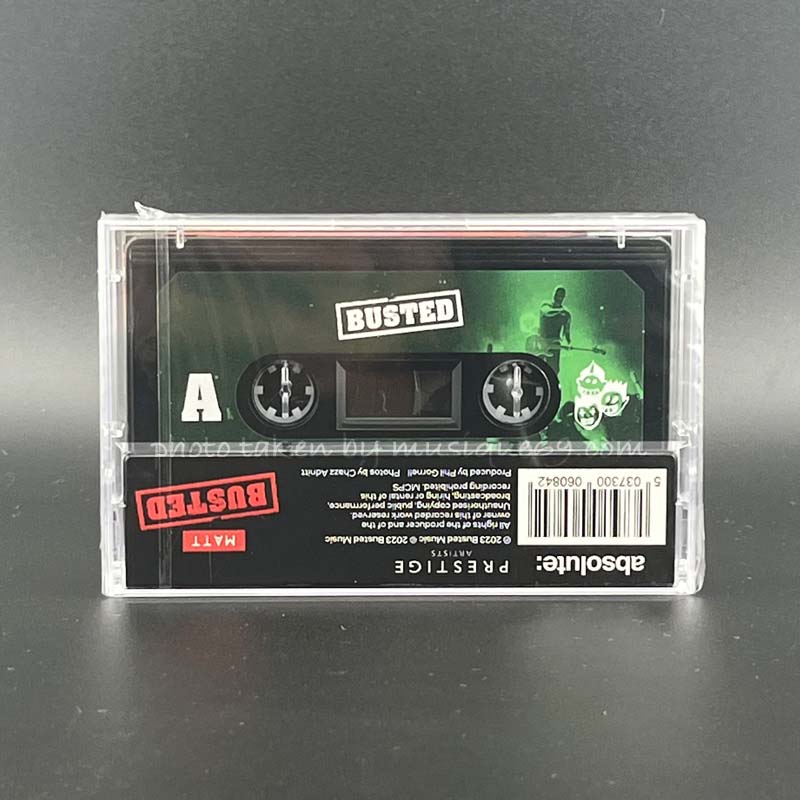 BUSTED
A
photo taken by musicaleey.com
Produced by Phil Gornell Photos by Chazz Adnitt
BUSTED
MATT
All rights of the producer and of the
owner of this recorded work reserved.
Unauthorised copying, public performance,
broadcasting, hiring or rental of this
recording prohibited. MCPS
℗ 2023 Busted Music © 2023 Busted Music
PRESTIGE
ARTISTS
5 037300 060842
absolute: